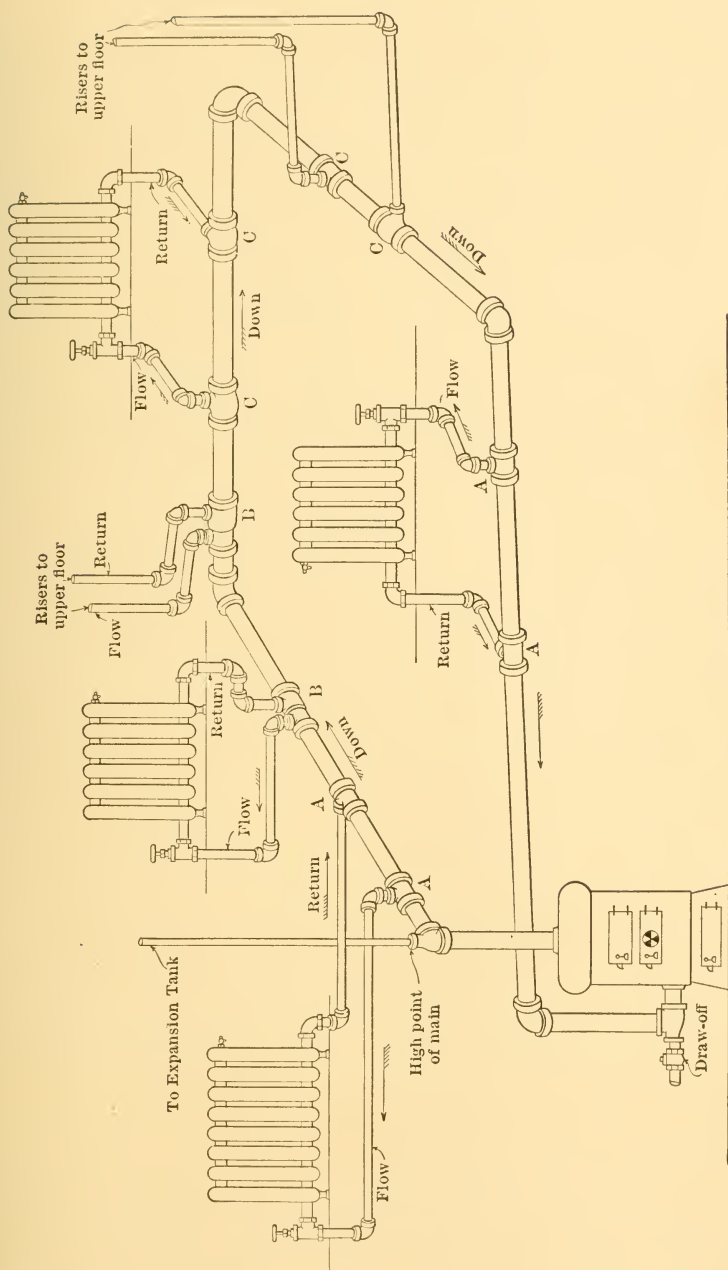 Risers to
upper floor
Return
Flow
Down
C
C
C
C
Down
Risers to
upper floor
Return
Flow
B
B
Return
Flow
Down
A
A
Return
Flow
To Expansion Tank
High point
of main
Flow
Return
A
A
Draw-off